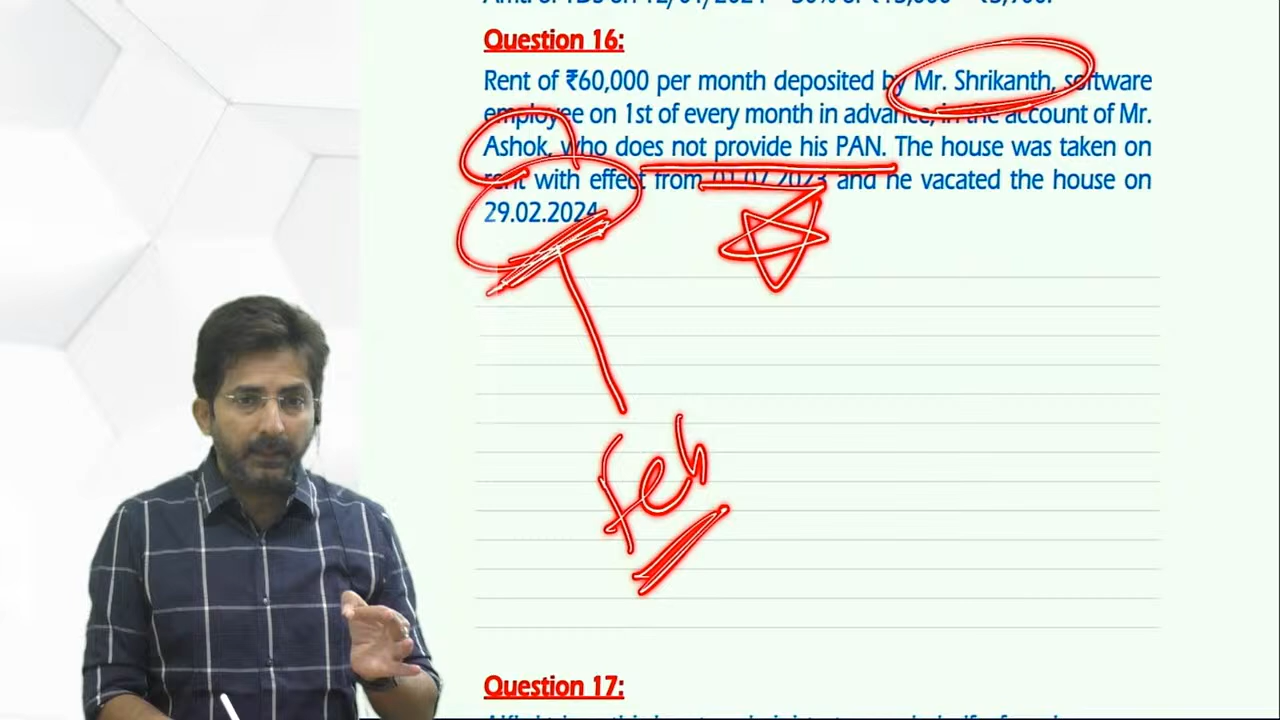 Question 16:
Rent of ₹60,000 per month deposited by Mr. Shrikanth, software
employee on 1st of every month in advance, in the account of Mr.
Ashok, who does not provide his PAN. The house was taken on
rent with effect from 01.07.2023 and he vacated the house on
29.02.2024
feb
Question 17: